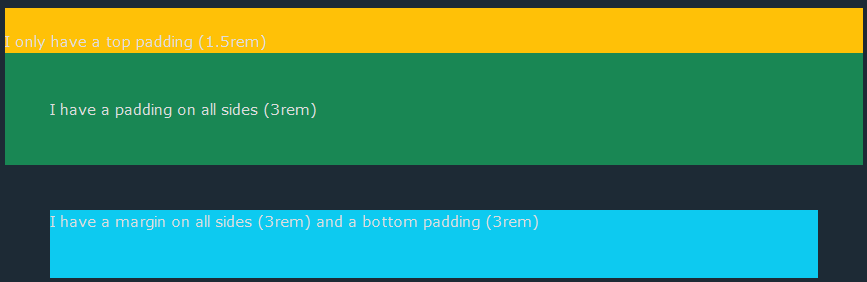 I only have a top padding (1.5rem)
I have a padding on all sides (3rem)
I have a margin on all sides (3rem) and a bottom padding (3rem)